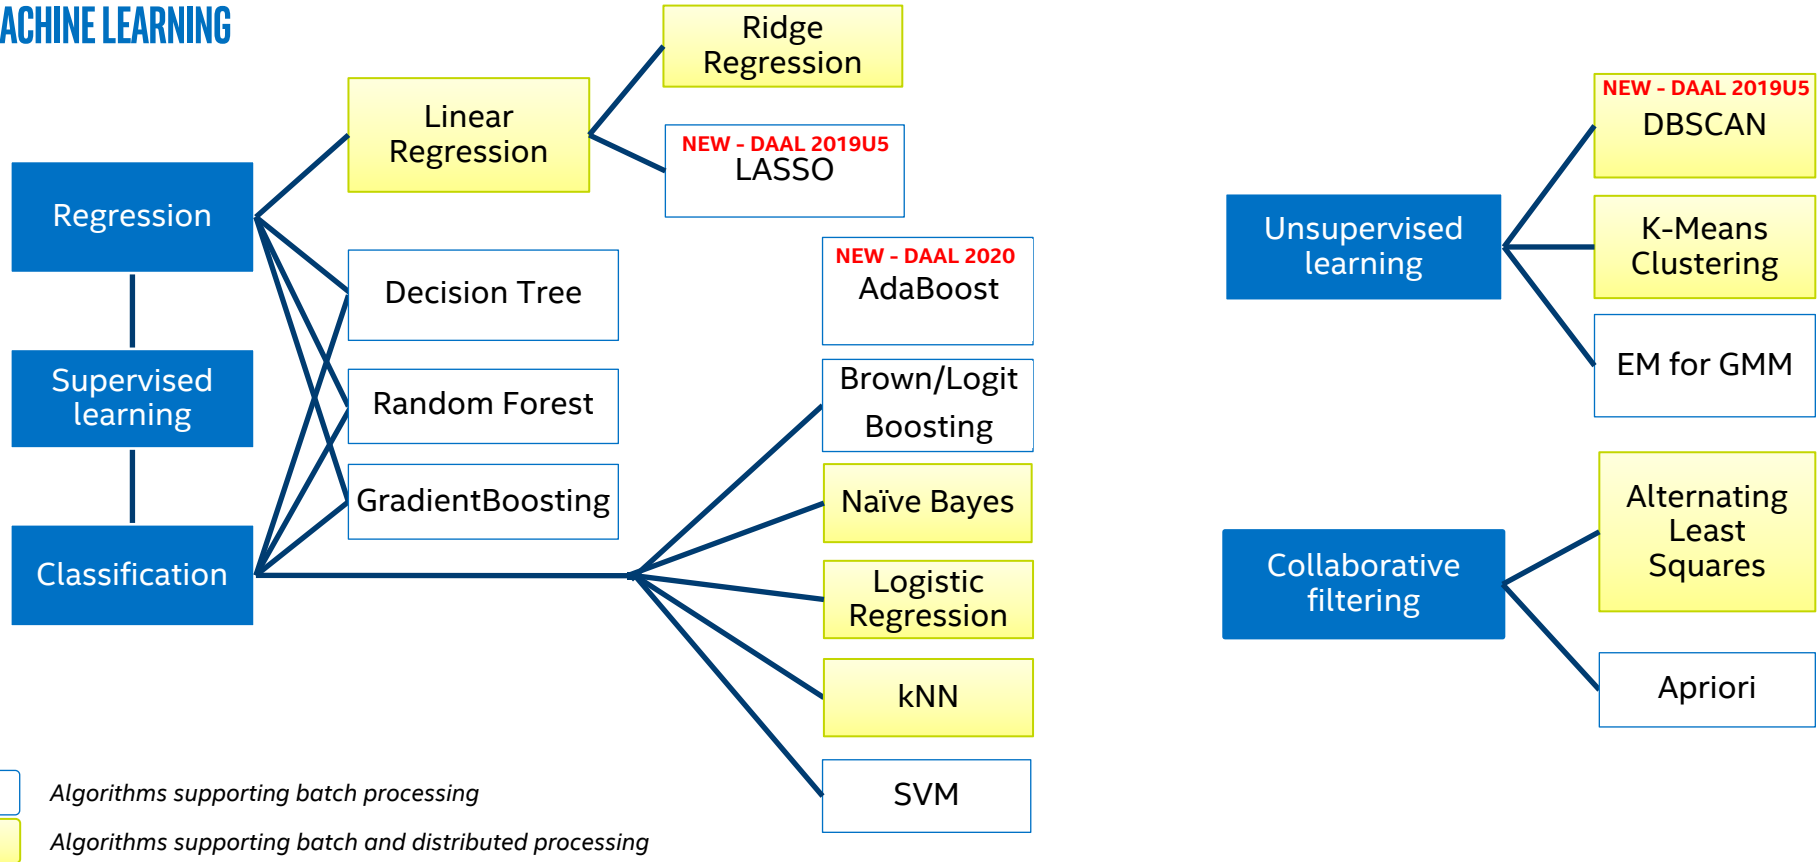 ACHINE LEARNING
Ridge
Regression
Linear
Regression
NEW - DAAL 2019U5
LASSO
Regression
Decision Tree
NEW - DAAL 2020
AdaBoost
Supervised
learning
Random Forest
Brown/Logit
Boosting
GradientBoosting
Naïve Bayes
Classification
Logistic
Regression
kNN
SVM
NEW - DAAL 2019U5
DBSCAN
Unsupervised
learning
K-Means
Clustering
EM for GMM
Alternating
Least
Squares
Collaborative
filtering
Apriori
Algorithms supporting batch processing
Algorithms supporting batch and distributed processing